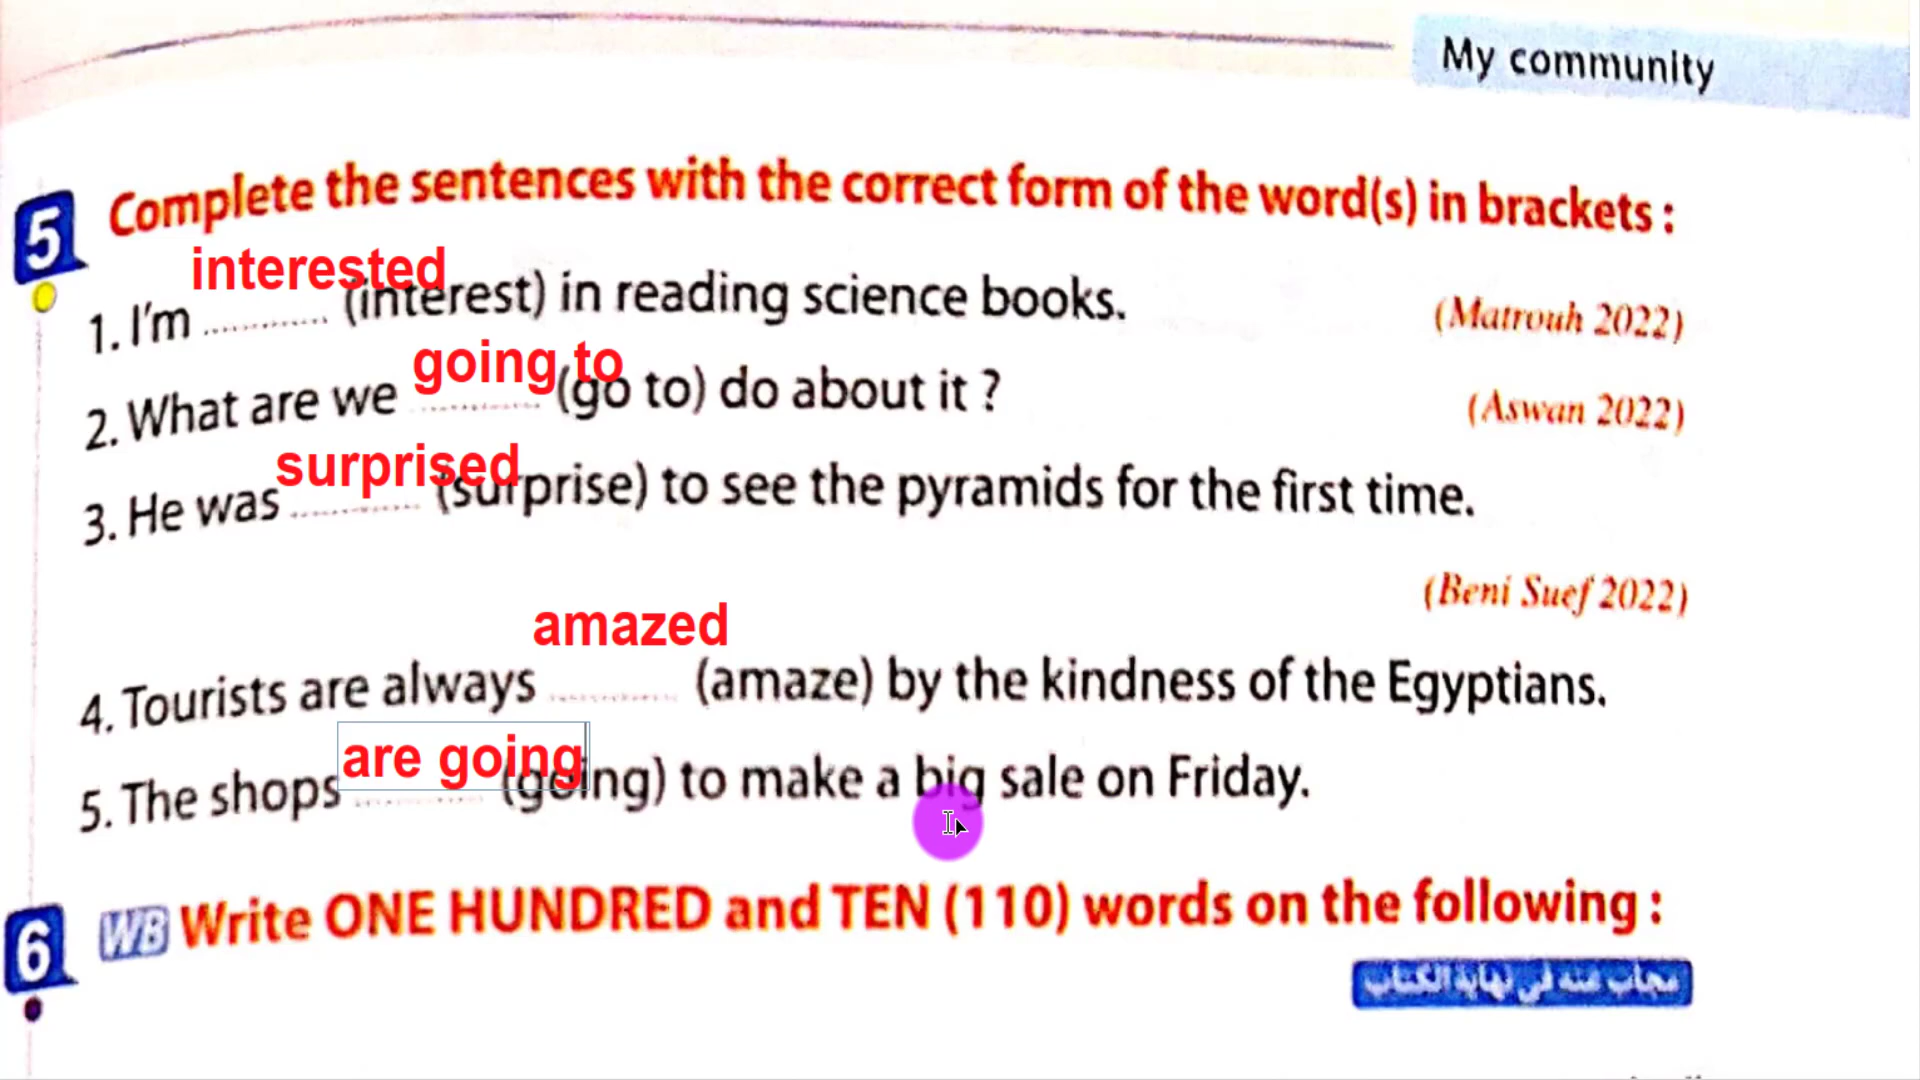 My community
5 Complete the sentences with the correct form of the word(s) in brackets :
interested
1. I'm ............ (interest) in reading science books. (Matrouh 2022)
going to
2. What are we ............ (go to) do about it ? (Aswan 2022)
surprised
3. He was ............ (surprise) to see the pyramids for the first time.
(Beni Suef 2022)
amazed
4. Tourists are always ............ (amaze) by the kindness of the Egyptians.
are going
5. The shops ............ (going) to make a big sale on Friday.
6 WB Write ONE HUNDRED and TEN (110) words on the following :
مجاب عنه في نهاية الكتاب